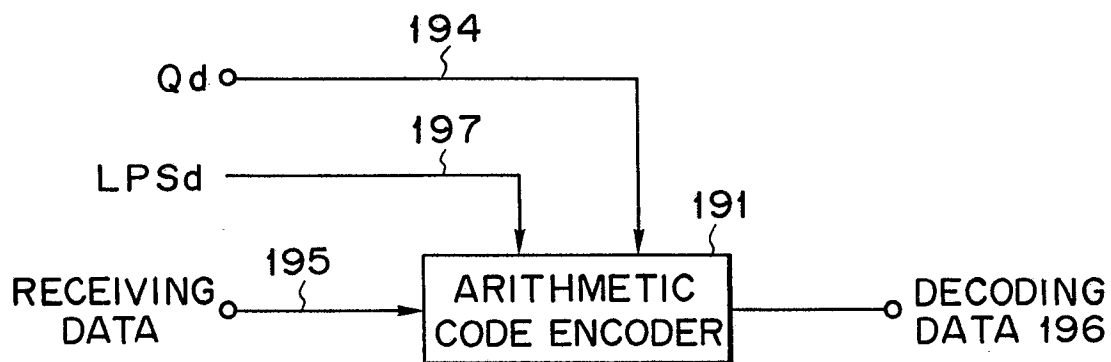 194
Qd
197
LPSd
191
195
RECEIVING
DATA
ARITHMETIC
CODE ENCODER
DECODING
DATA 196